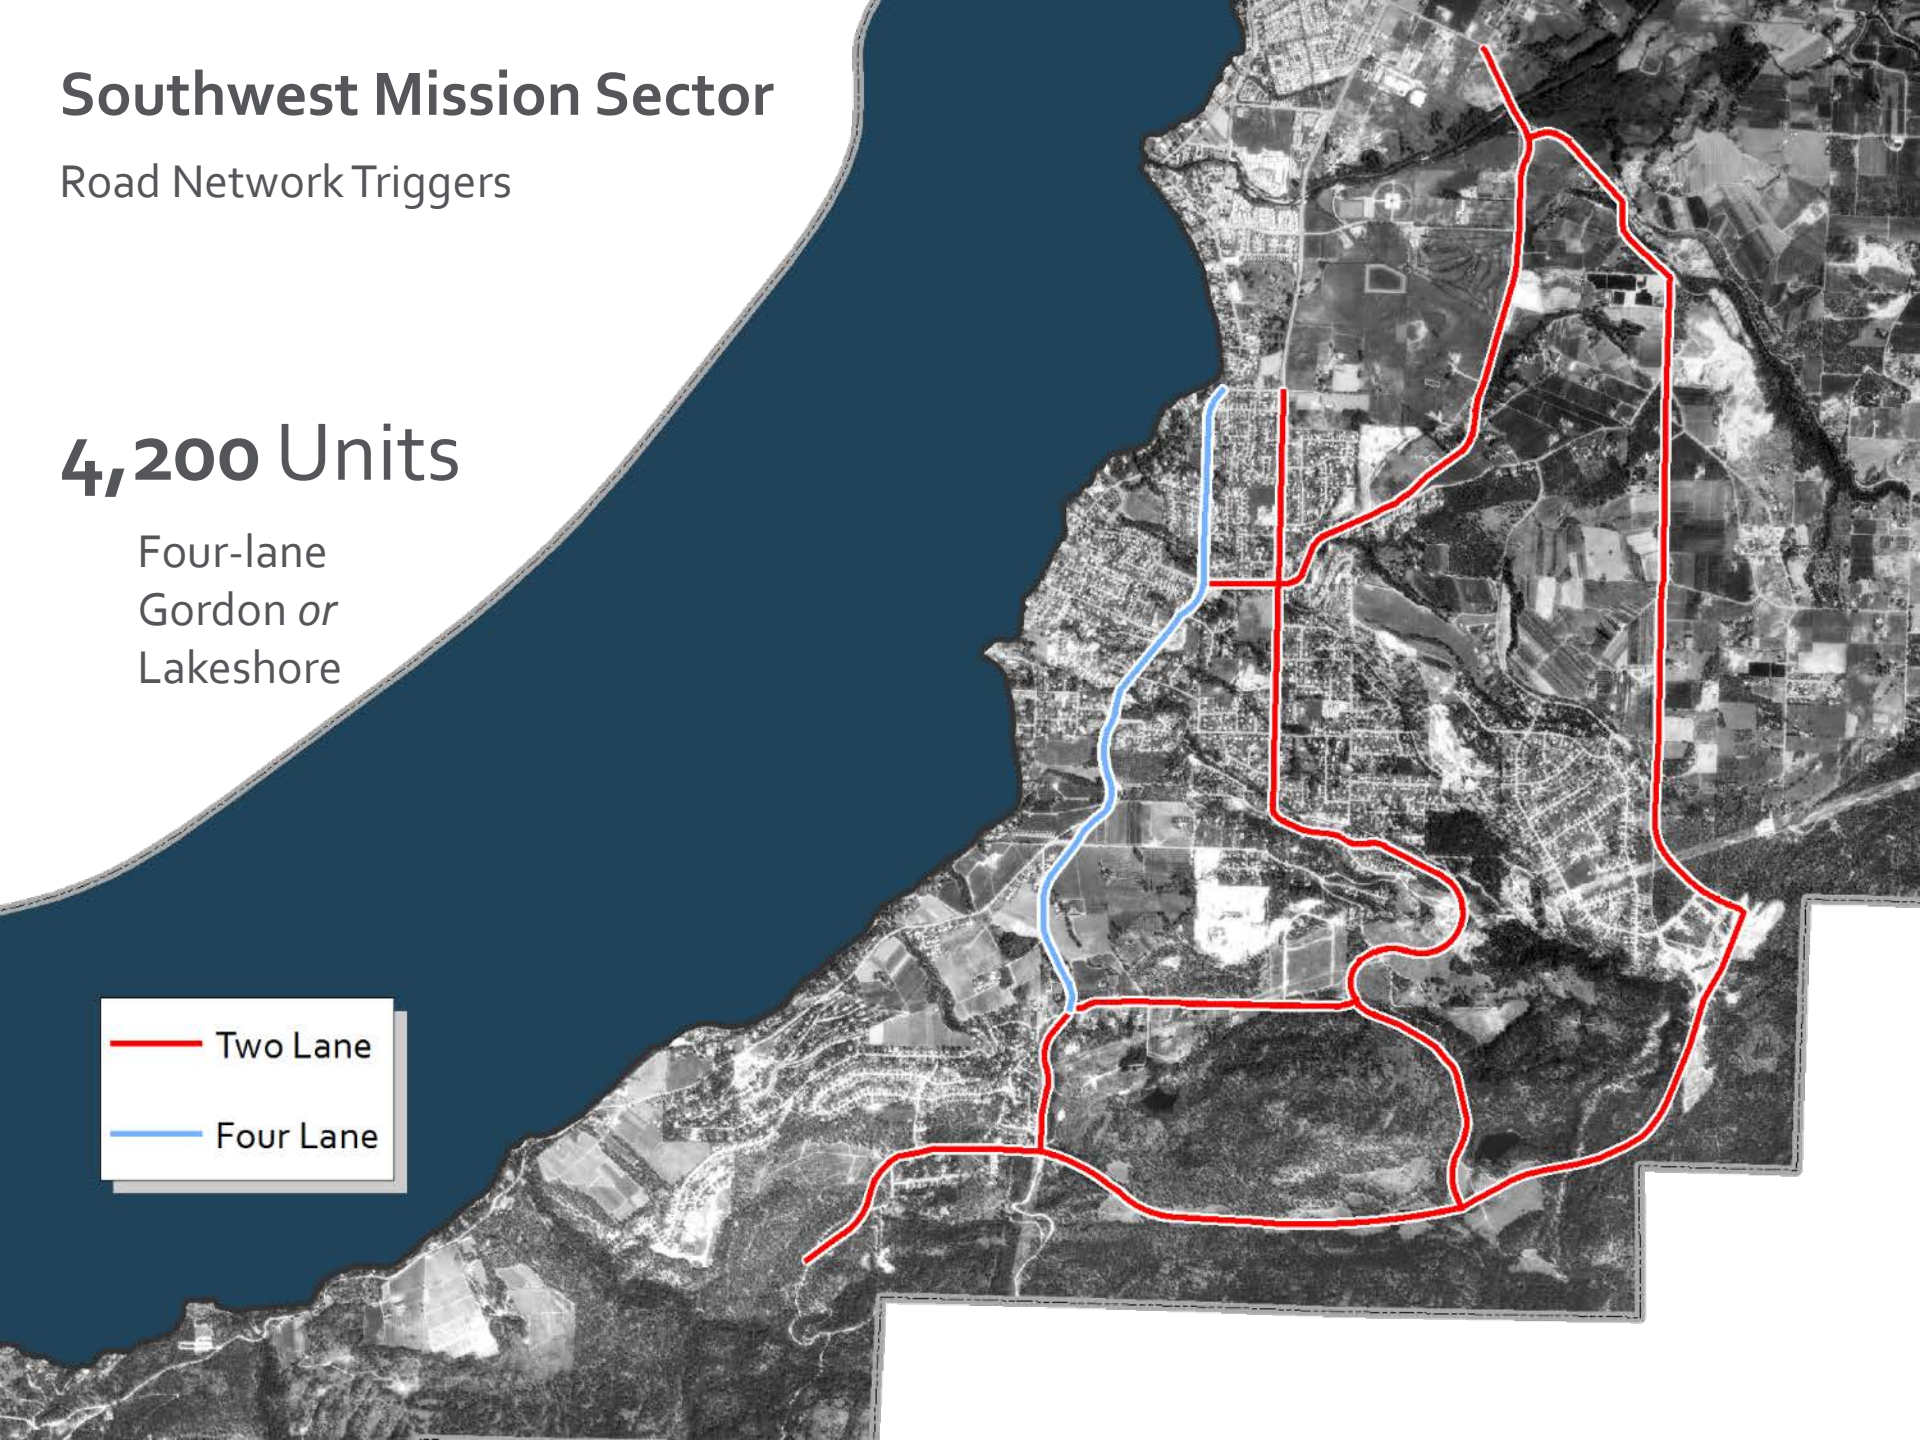 Southwest Mission Sector
Road Network Triggers
4,200 Units
Four-lane
Gordon or
Lakeshore
Two Lane
Four Lane